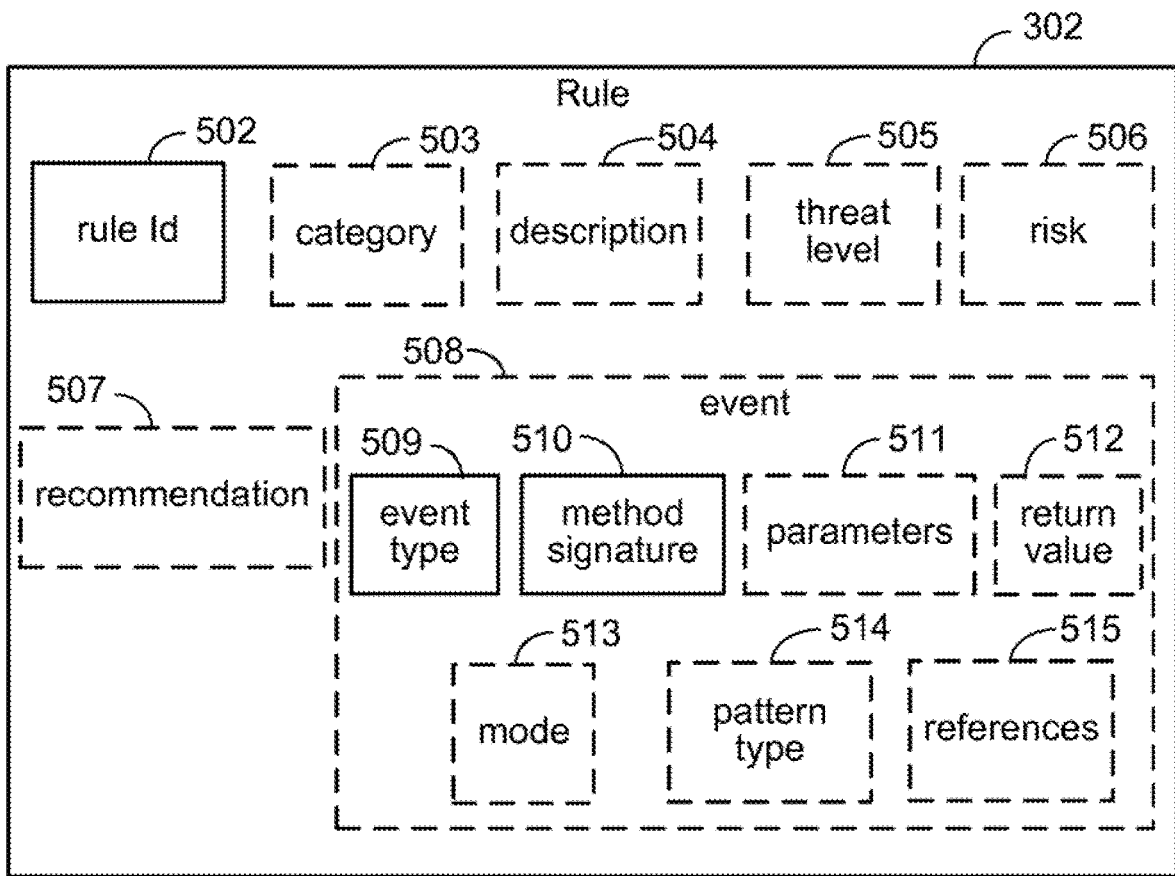 302
Rule
502
503
504
505
506
rule Id
category
description
threat
level
risk
507
508
recommendation
event
509
510
511
512
event
type
method
signature
parameters
return
value
513
514
515
mode
pattern
type
references